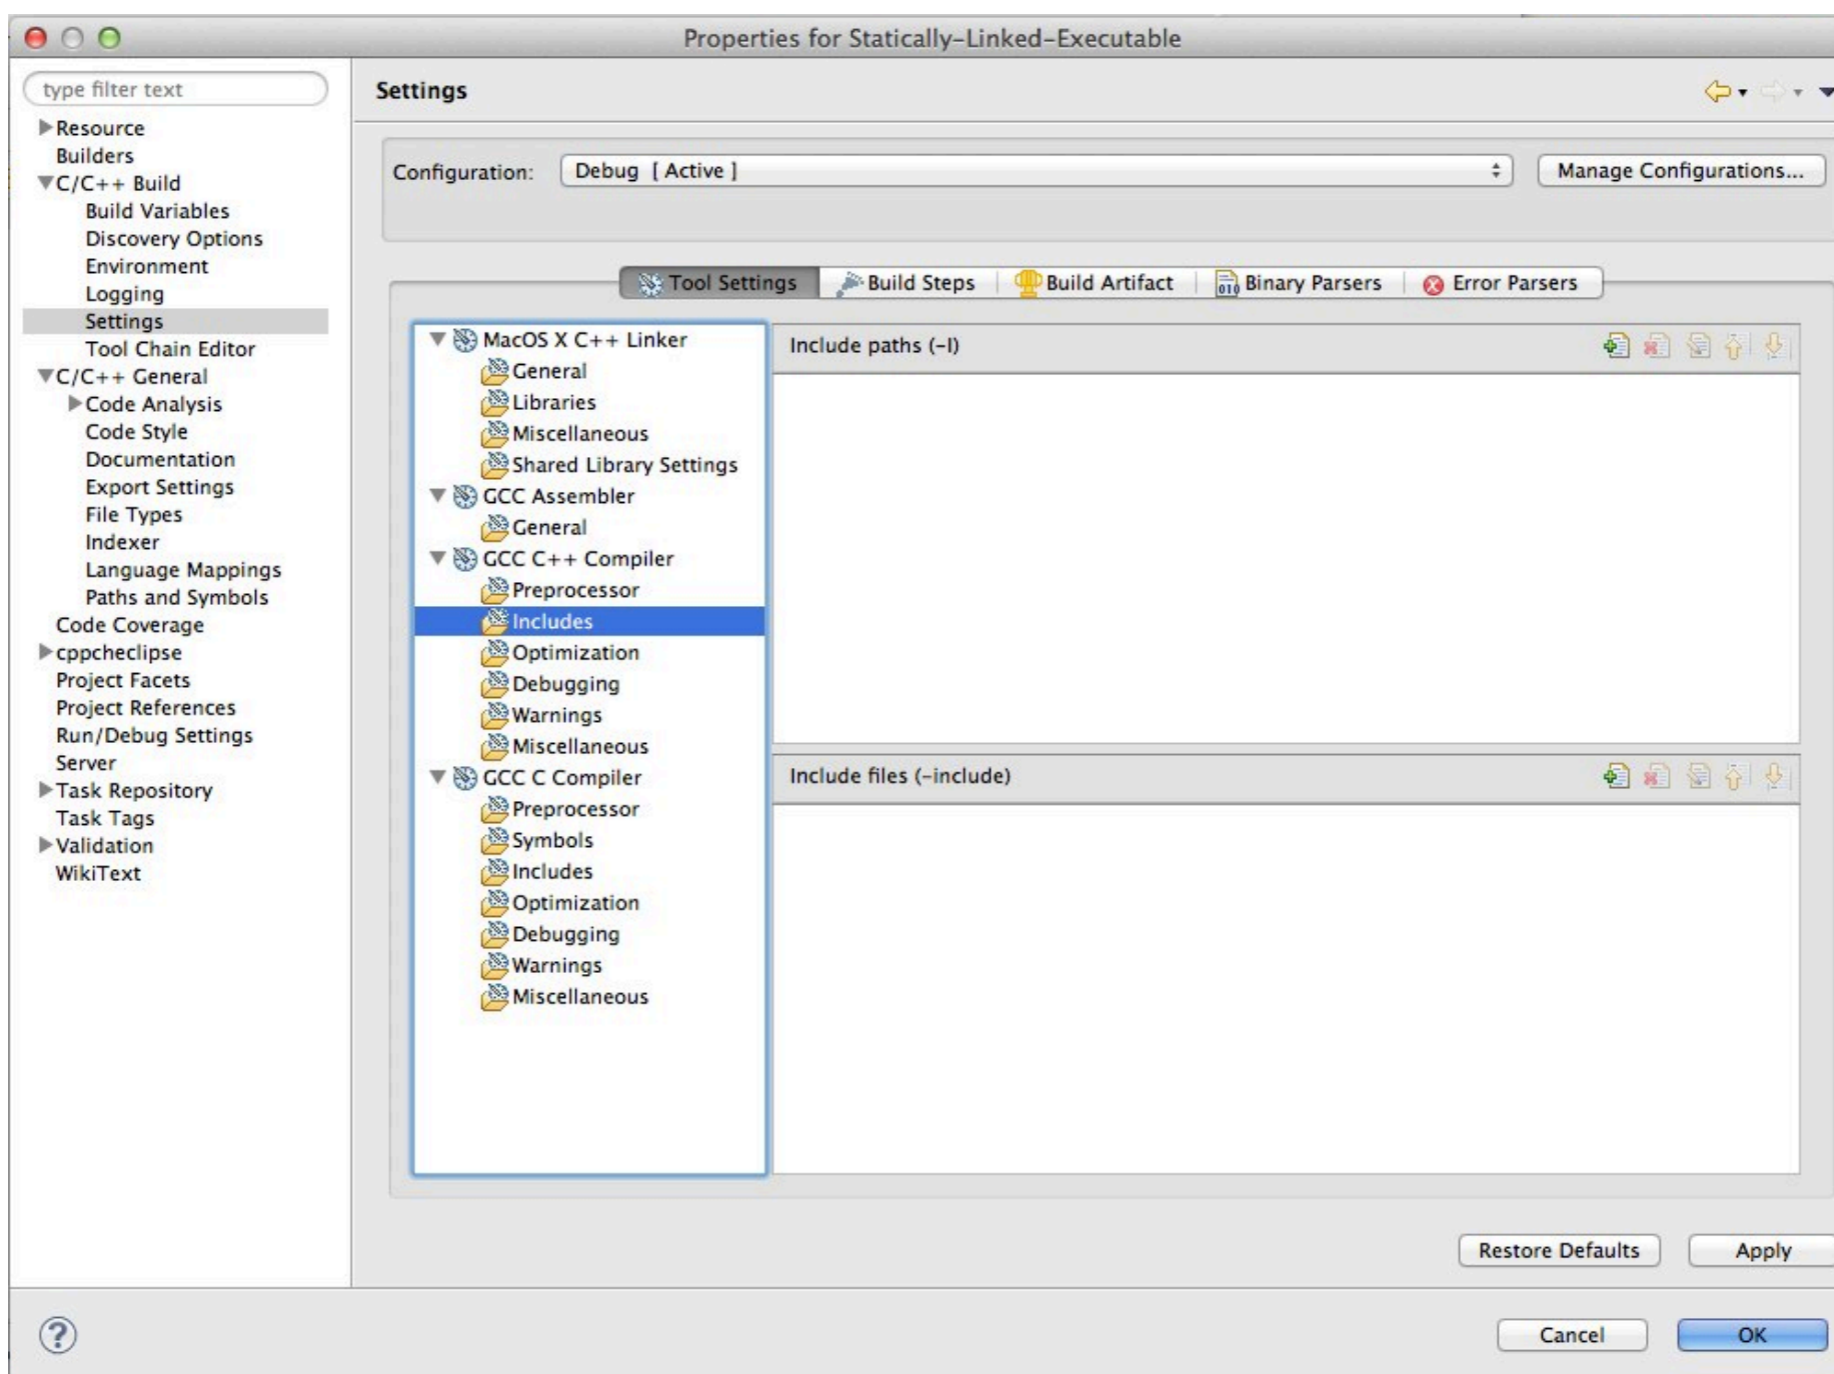 Properties for Statically-Linked-Executable
type filter text
Resource
Builders
C/C++ Build
Build Variables
Discovery Options
Environment
Logging
Settings
Tool Chain Editor
C/C++ General
Code Analysis
Code Style
Documentation
Export Settings
File Types
Indexer
Language Mappings
Paths and Symbols
Code Coverage
cppcheclipse
Project Facets
Project References
Run/Debug Settings
Server
Task Repository
Task Tags
Validation
WikiText
Settings
Configuration: Debug [ Active ] Manage Configurations...
Tool Settings Build Steps Build Artifact Binary Parsers Error Parsers
MacOS X C++ Linker
General
Libraries
Miscellaneous
Shared Library Settings
GCC Assembler
General
GCC C++ Compiler
Preprocessor
Includes
Optimization
Debugging
Warnings
Miscellaneous
GCC C Compiler
Preprocessor
Symbols
Includes
Optimization
Debugging
Warnings
Miscellaneous
Include paths (-I)
Include files (-include)
Restore Defaults Apply
? Cancel OK